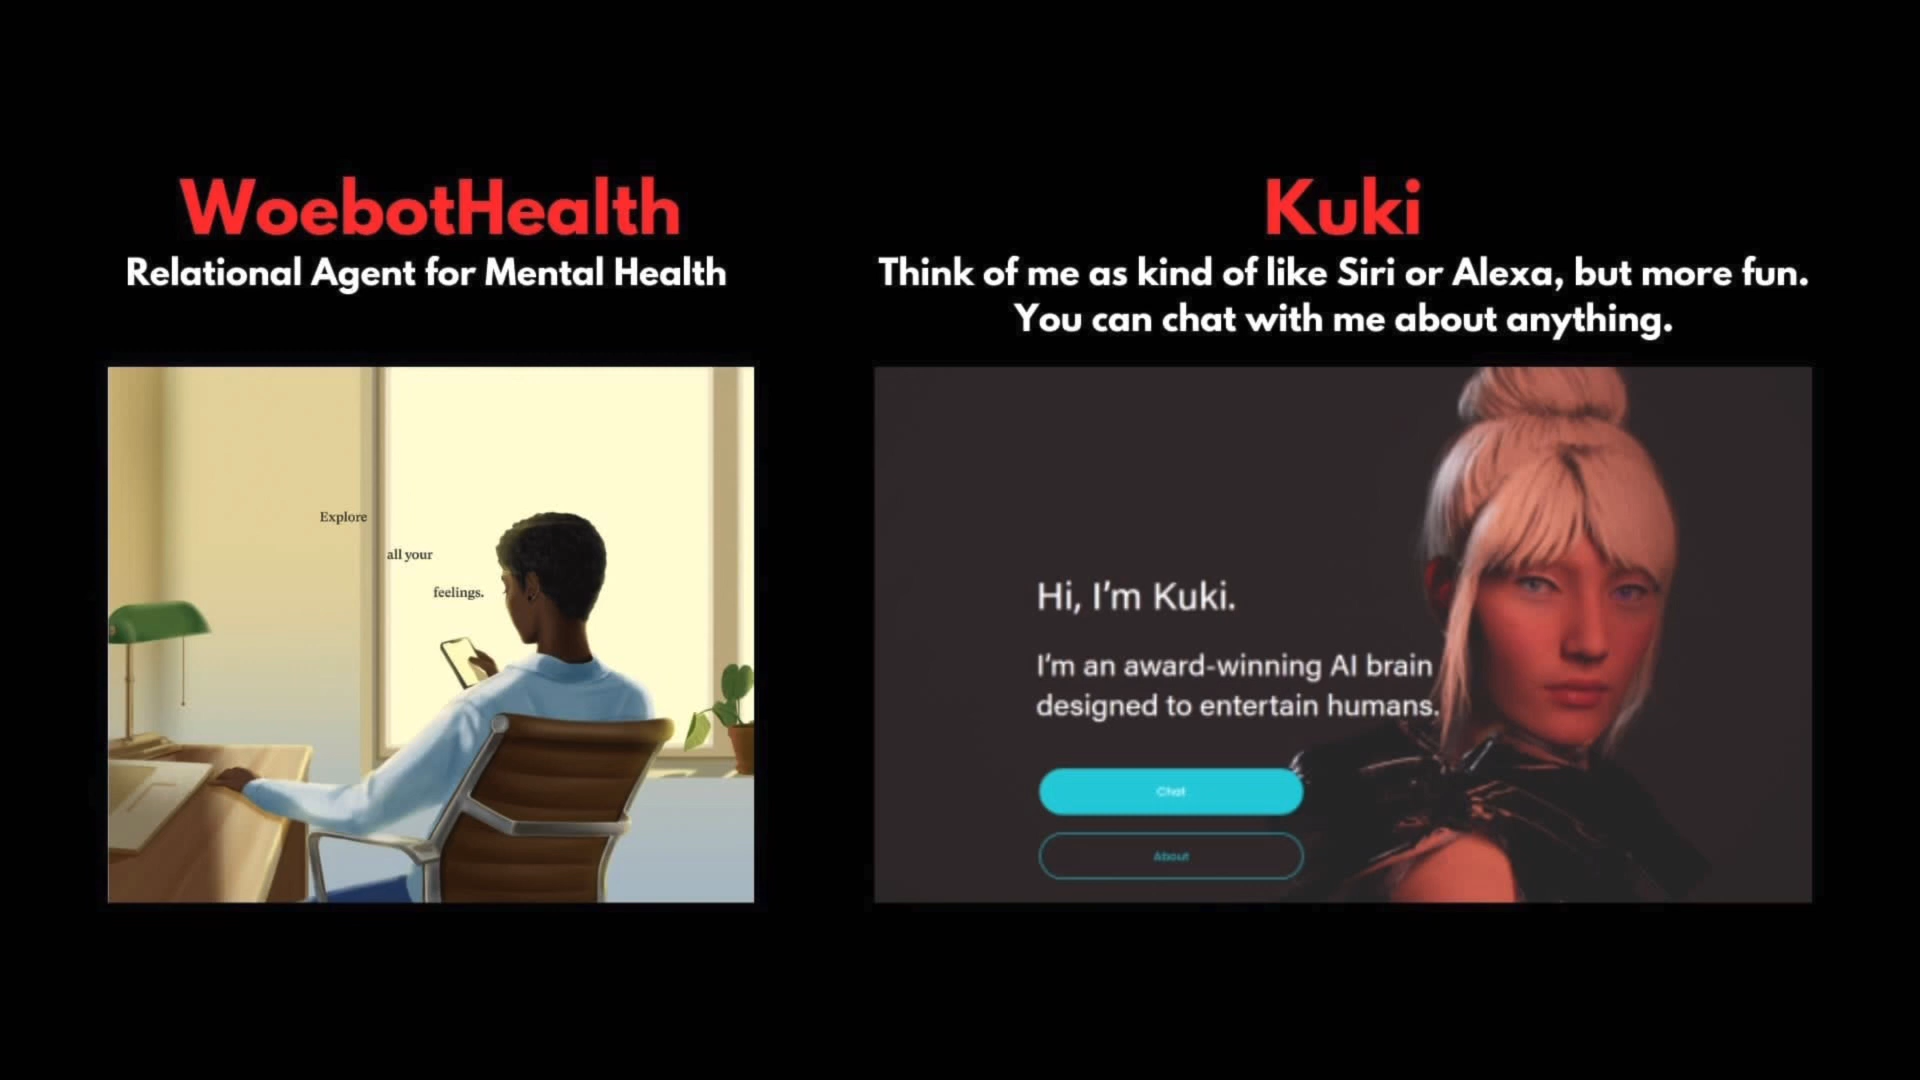 WoebotHealth
Relational Agent for Mental Health
Explore
all your
feelings.
Kuki
Think of me as kind of like Siri or Alexa, but more fun.
You can chat with me about anything.
Hi, I'm Kuki.
I'm an award-winning AI brain
designed to entertain humans.
Chat
About